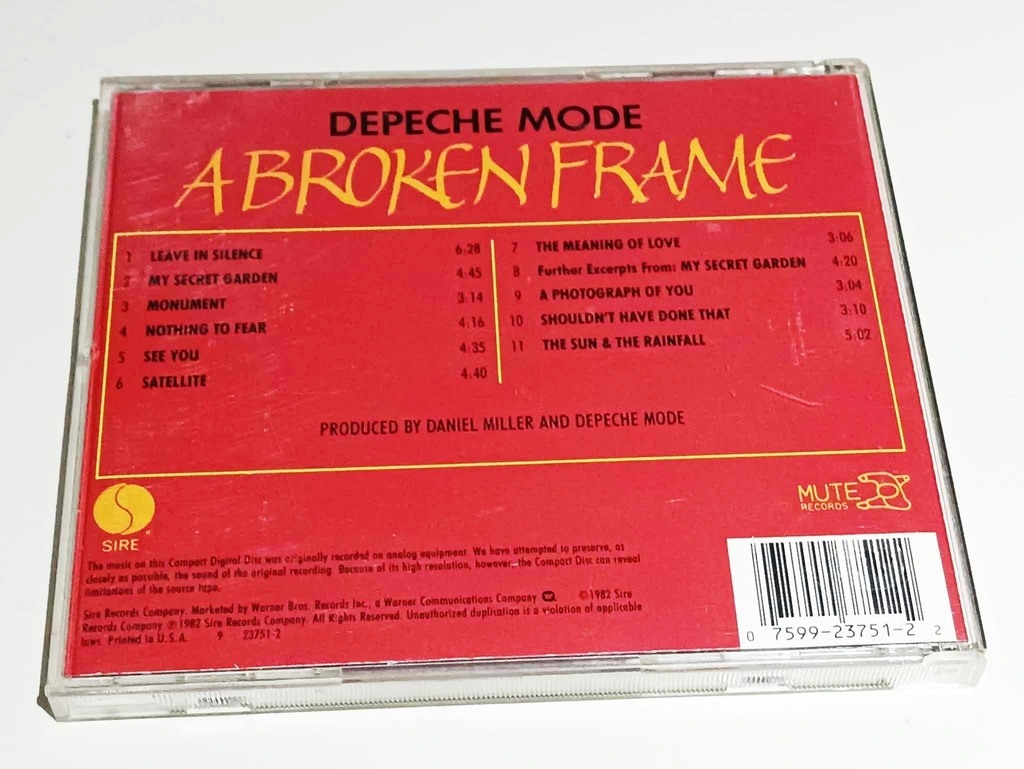 DEPECHE MODE
A BROKEN FRAME
1 LEAVE IN SILENCE 6:28
2 MY SECRET GARDEN 4:45
3 MONUMENT 3:14
4 NOTHING TO FEAR 4:16
5 SEE YOU 4:35
6 SATELLITE 4:40
7 THE MEANING OF LOVE 3:06
8 Further Excerpts From: MY SECRET GARDEN 4:20
9 A PHOTOGRAPH OF YOU 3:04
10 SHOULDN'T HAVE DONE THAT 3:10
11 THE SUN & THE RAINFALL 5:02
PRODUCED BY DANIEL MILLER AND DEPECHE MODE
SIRE®
MUTE
RECORDS
The music on this Compact Digital Disc was originally recorded on analog equipment. We have attempted to preserve, as
closely as possible, the sound of the original recording. Because of its high resolution, however, the Compact Disc can reveal
limitations of the source tape.
Sire Records Company. Marketed by Warner Bros. Records Inc., a Warner Communications Company ©1982 Sire
Records Company ℗ 1982 Sire Records Company. All Rights Reserved. Unauthorized duplication is a violation of applicable
laws. Printed in U.S.A. 9 23751-2
0 7599-23751-2 2